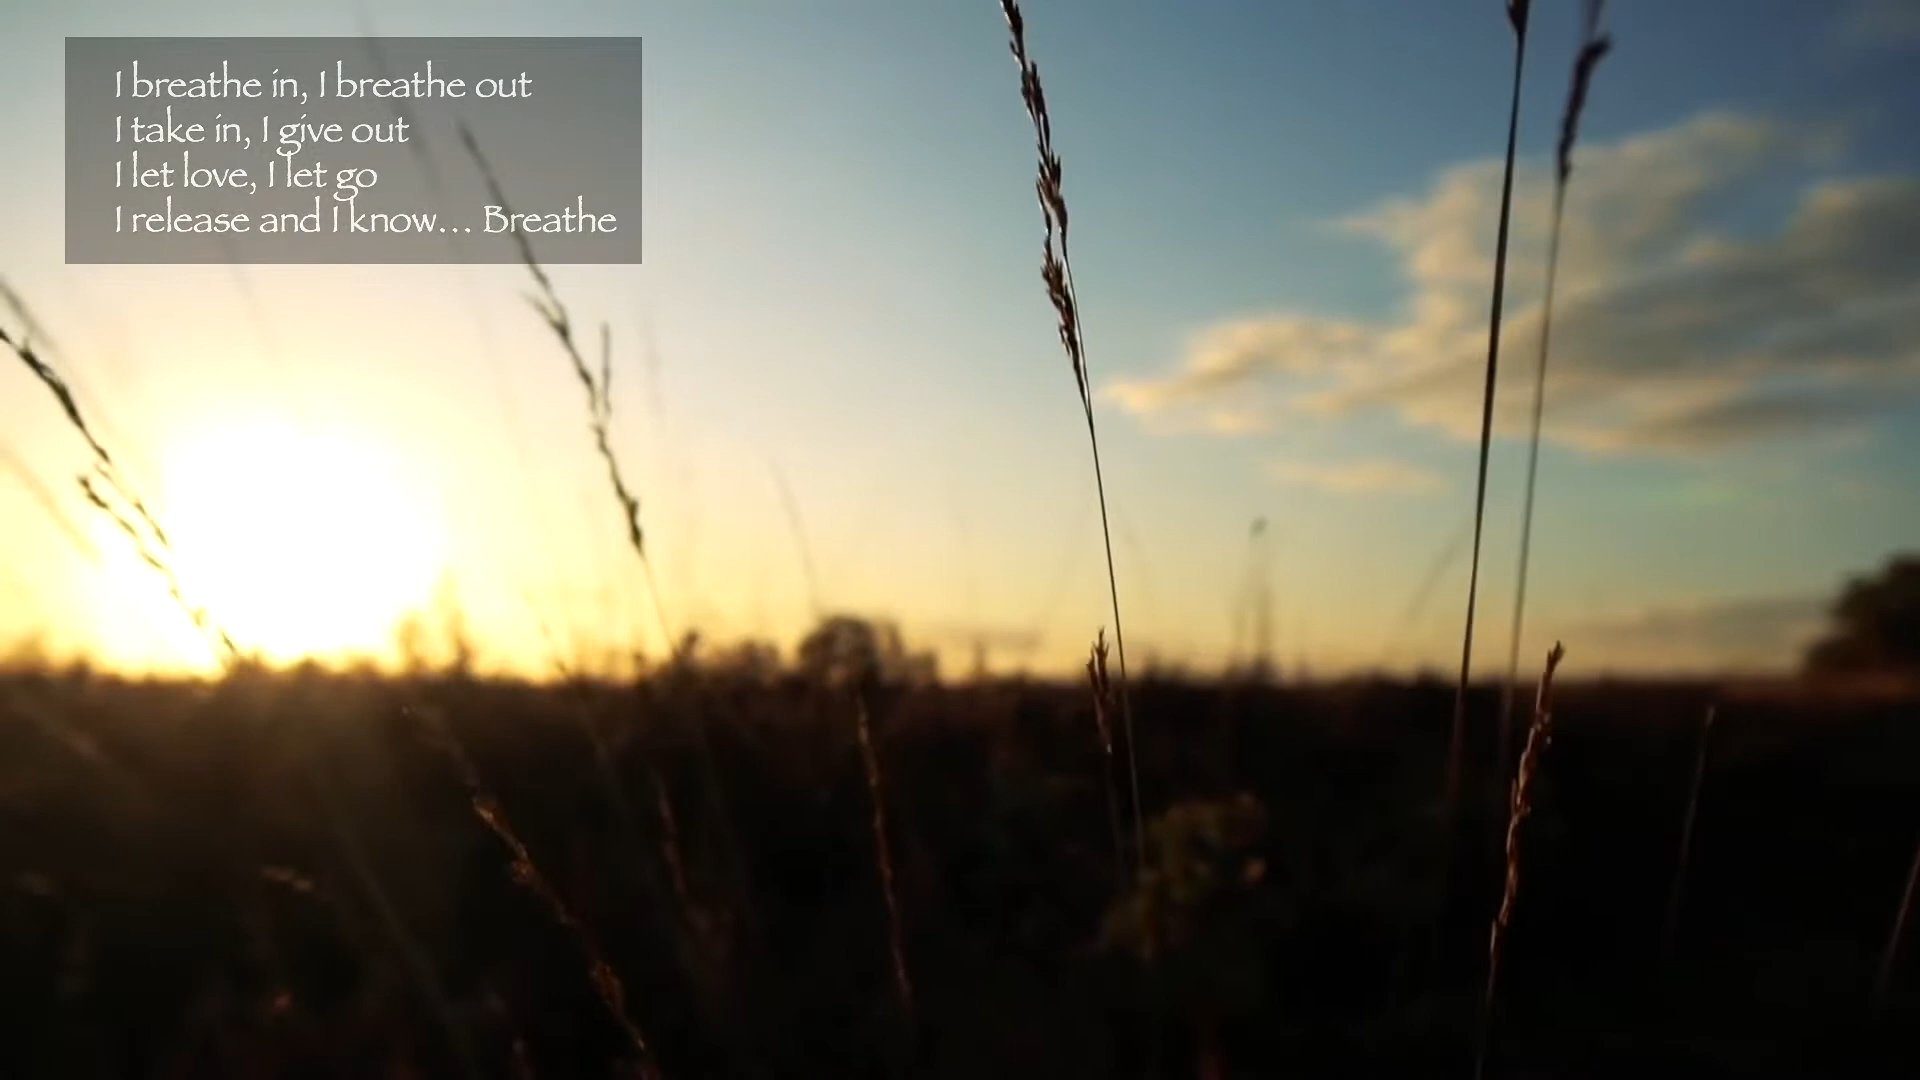 I breathe in, I breathe out
I take in, I give out
I let love, I let go
I release and I know... Breathe